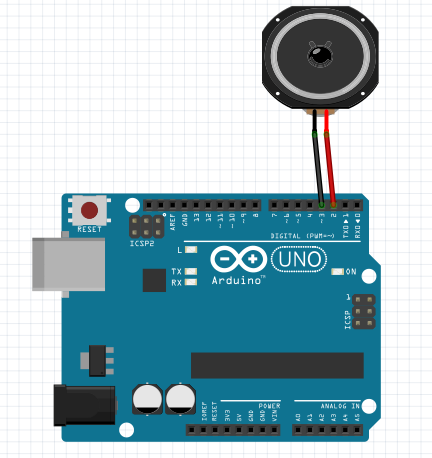 RESET
ICSP2
AREF
GND
13
12
~11
~10
~9
8
7
~6
~5
4
~3
2
TX0▶1
RX0◀0
DIGITAL (PWM=~)
L
TX
RX
Arduino™
UNO
ON
1
ICSP
IOREF
RESET
3V3
5V
GND
GND
VIN
POWER
A0
A1
A2
A3
A4
A5
ANALOG IN